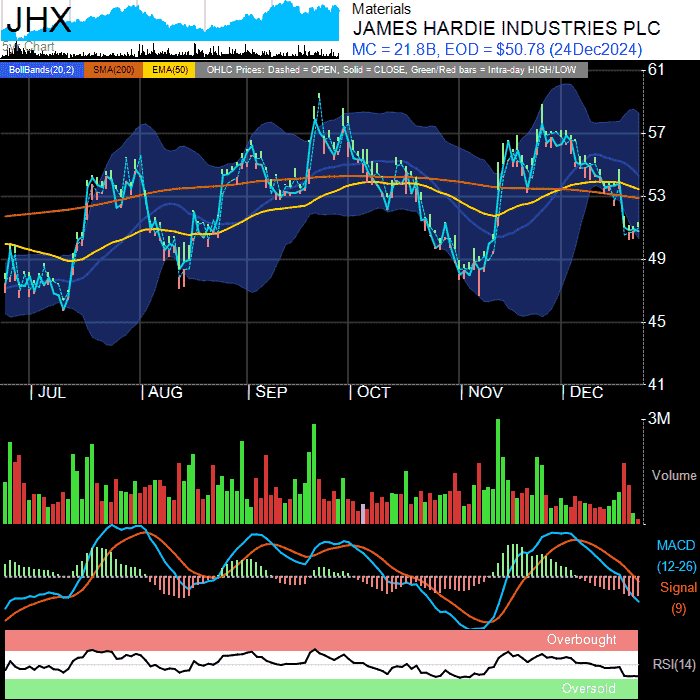 JHX
5yr Chart
Materials
JAMES HARDIE INDUSTRIES PLC
MC = 21.8B, EOD = $50.78 (24Dec2024)
BollBands(20,2) SMA(200) EMA(50) OHLC Prices: Dashed = OPEN, Solid = CLOSE, Green/Red bars = Intra-day HIGH/LOW
61
57
53
49
45
41
| JUL | AUG | SEP | OCT | NOV | DEC
3M
Volume
MACD
(12-26)
Signal
(9)
Overbought
RSI(14)
Oversold